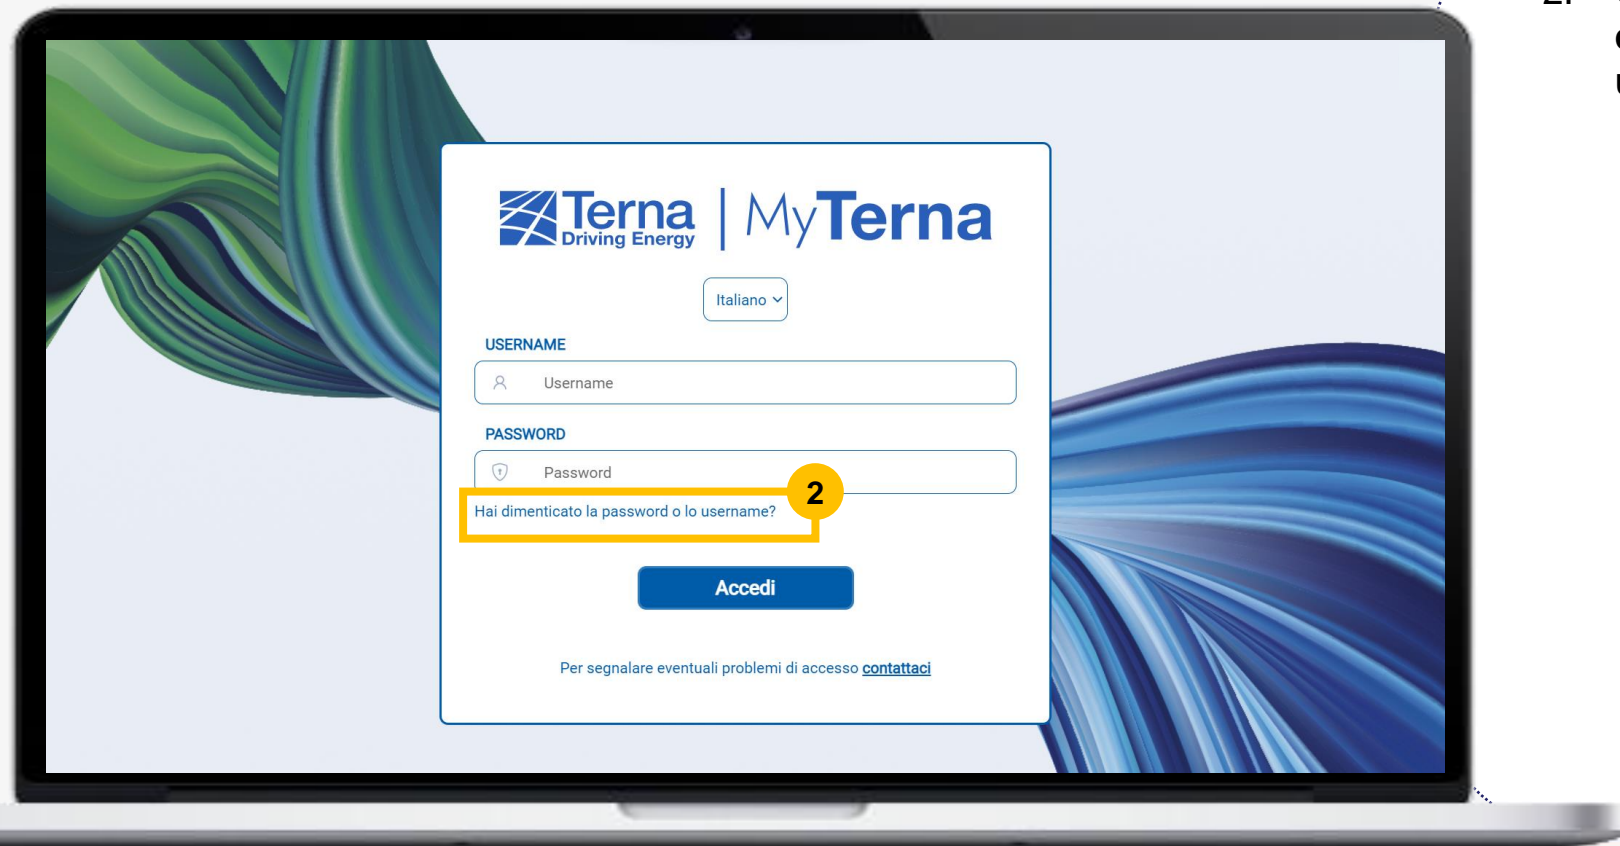 Terna
Driving Energy
MyTerna
Italiano
USERNAME
Username
PASSWORD
Password
2
Hai dimenticato la password o lo username?
Accedi
Per segnalare eventuali problemi di accesso contattaci